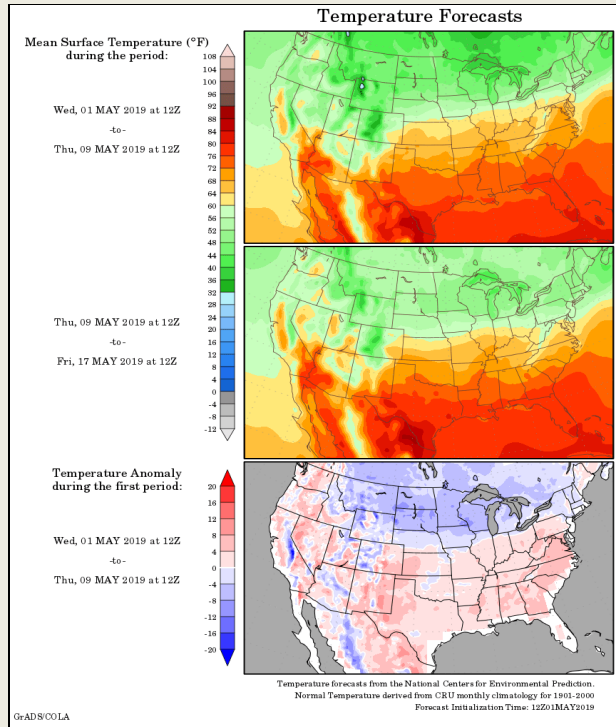 Temperature Forecasts
Mean Surface Temperature (°F)
during the period:
Wed, 01 MAY 2019 at 12Z
-to-
Thu, 09 MAY 2019 at 12Z
108
104
100
96
92
88
84
80
76
72
68
64
60
56
52
48
44
40
36
32
28
24
20
16
12
8
4
0
-4
-8
-12
Thu, 09 MAY 2019 at 12Z
-to-
Fri, 17 MAY 2019 at 12Z
Temperature Anomaly
during the first period:
Wed, 01 MAY 2019 at 12Z
-to-
Thu, 09 MAY 2019 at 12Z
20
16
12
8
4
0
-4
-8
-12
-16
-20
Temperature forecasts from the National Centers for Environmental Prediction.
Normal Temperature derived from CRU monthly climatology for 1901-2000
Forecast Initialization Time: 12Z01MAY2019
GrADS/COLA